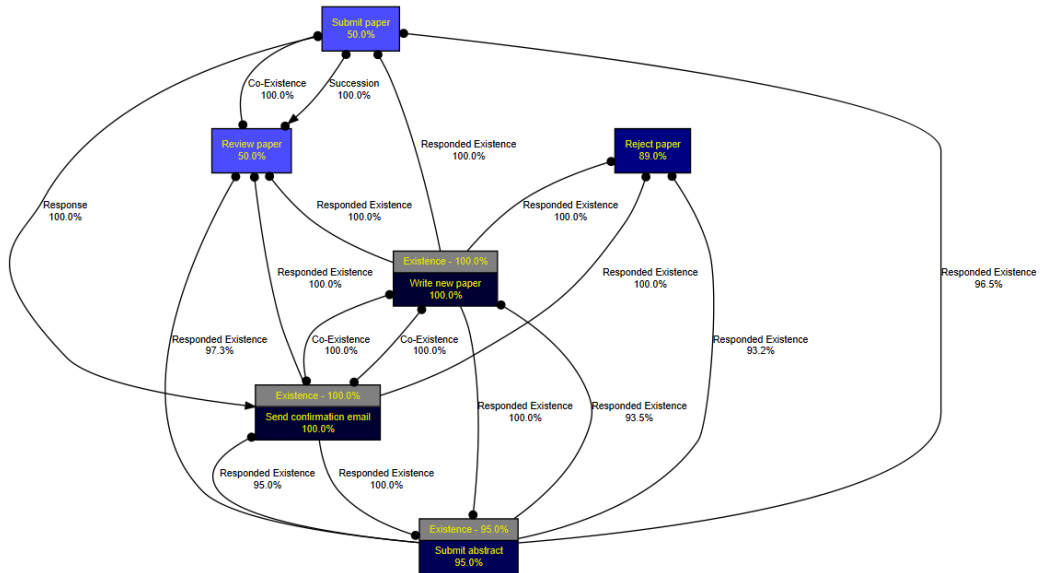 Submit paper
50.0%
Co-Existence
100.0%
Succession
100.0%
Review paper
50.0%
Responded Existence
100.0%
Reject paper
89.0%
Response
100.0%
Responded Existence
100.0%
Responded Existence
100.0%
Existence - 100.0%
Write new paper
100.0%
Responded Existence
100.0%
Responded Existence
100.0%
Responded Existence
96.5%
Responded Existence
97.3%
Co-Existence
100.0%
Co-Existence
100.0%
Responded Existence
93.2%
Existence - 100.0%
Send confirmation email
100.0%
Responded Existence
100.0%
Responded Existence
93.5%
Responded Existence
95.0%
Responded Existence
100.0%
Existence - 95.0%
Submit abstract
95.0%